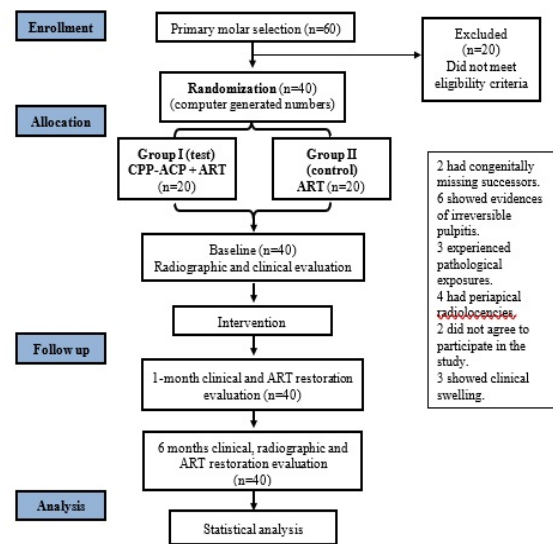 Enrollment
Primary molar selection (n=60)
Excluded
(n=20)
Did not meet
eligibility criteria
Randomization (n=40)
(computer generated numbers)
Allocation
Group I (test)
CPP-ACP + ART
(n=20)
Group II
(control)
ART (n=20)
2 had congenitally
missing successors.
6 showed evidences
of irreversible
pulpitis.
3 experienced
pathological
exposures.
4 had periapical
radiolocencies.
2 did not agree to
participate in the
study.
3 showed clinical
swelling.
Baseline (n=40)
Radiographic and clinical evaluation
Intervention
Follow up
1-month clinical and ART restoration
evaluation (n=40)
6 months clinical, radiographic and
ART restoration evaluation
(n=40)
Analysis
Statistical analysis